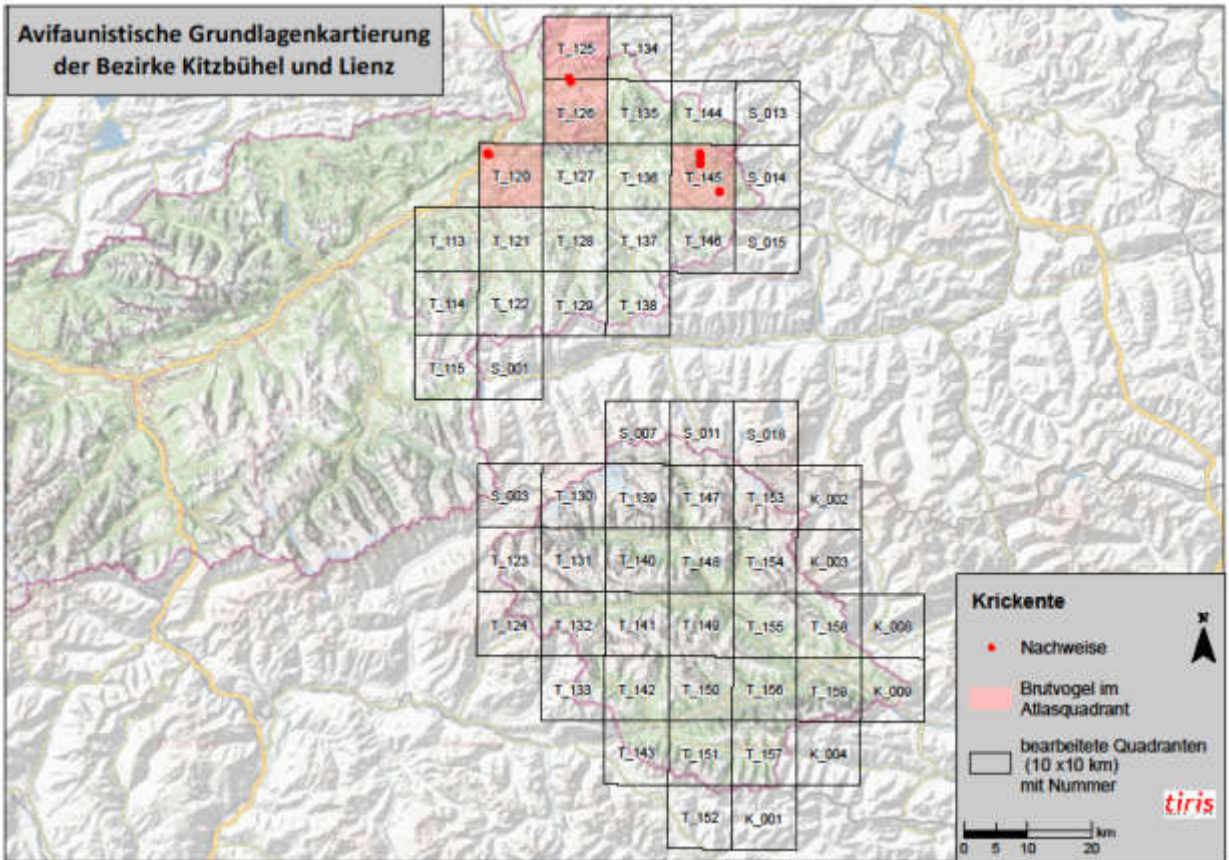 Avifaunistische Grundlagenkartierung
der Bezirke Kitzbühel und Lienz
T_125 T_134
T_126 T_135 T_144 S_013
T_120 T_127 T_136 T_145 S_014
T_113 T_121 T_128 T_137 T_146 S_015
T_114 T_122 T_129 T_138
T_115 S_001
S_007 S_011 S_016
S_003 T_130 T_139 T_147 T_153 K_002
T_123 T_131 T_140 T_148 T_154 K_003
T_124 T_132 T_141 T_149 T_155 T_158 K_008
T_133 T_142 T_150 T_156 T_159 K_009
T_143 T_151 T_157 K_004
T_152 K_001
Krickente
N
Nachweise
Brutvogel im
Atlasquadrant
bearbeitete Quadranten
(10 x10 km)
mit Nummer
tiris
km
0 5 10 20